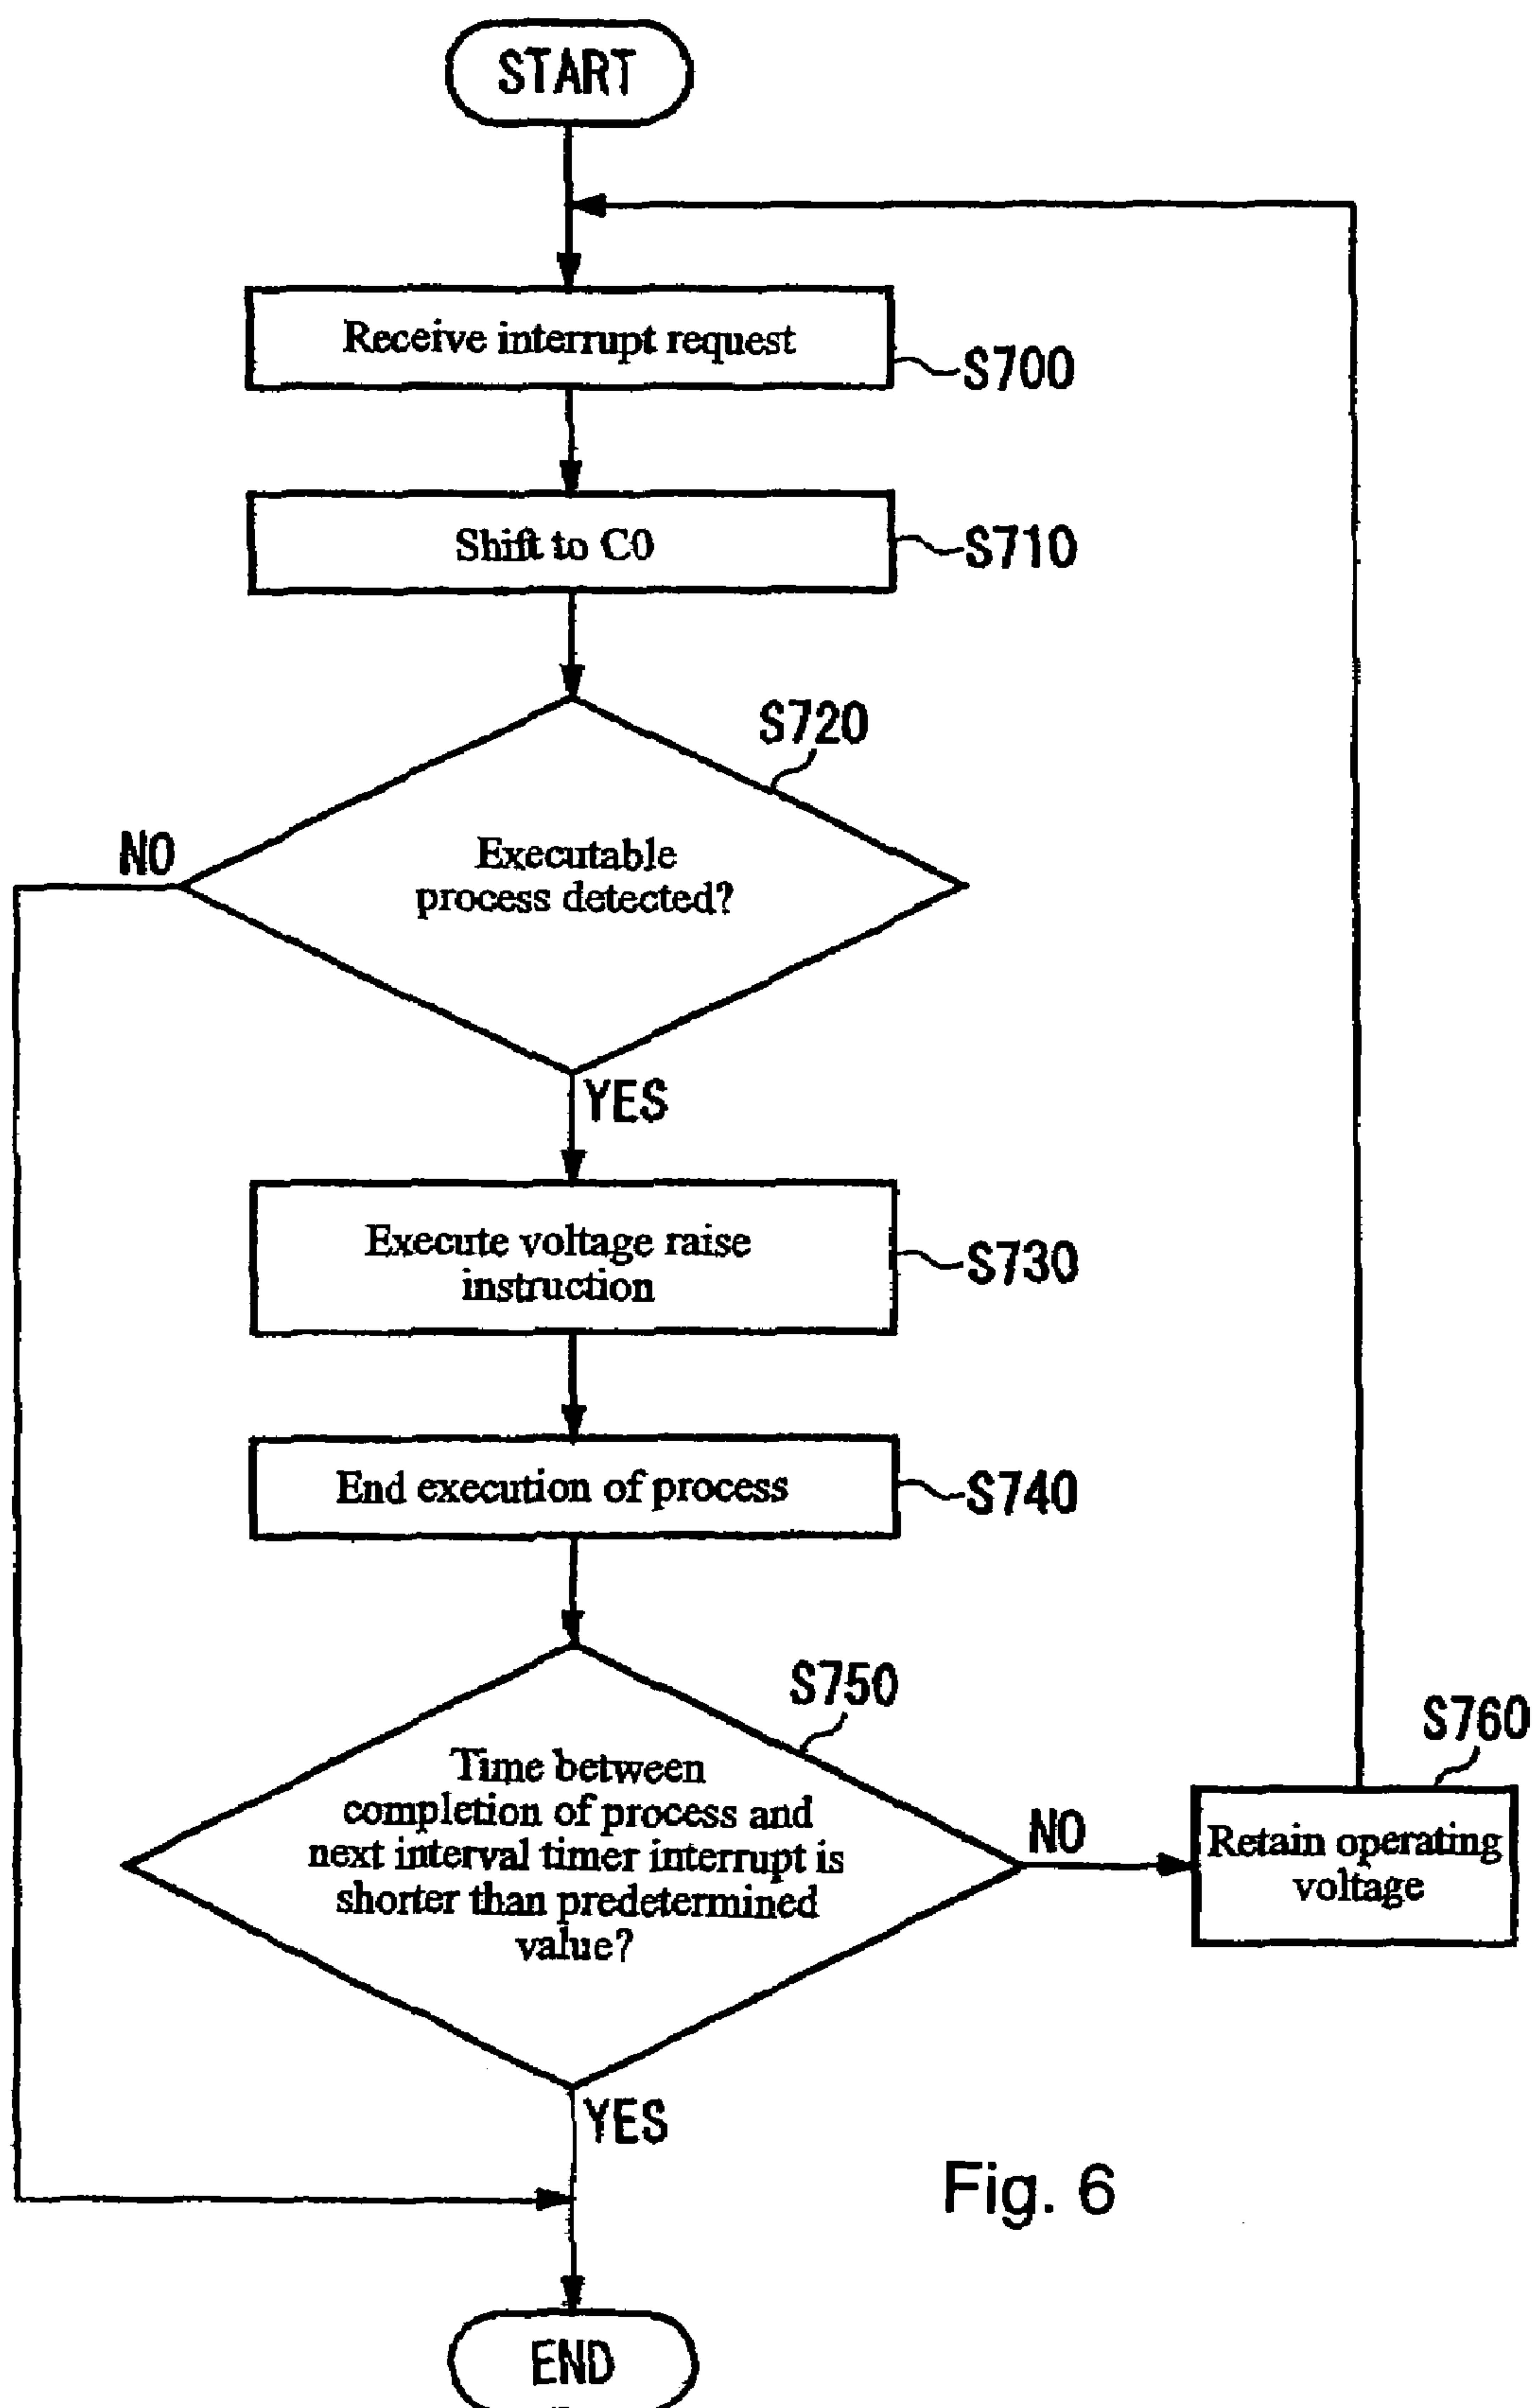 START
Receive interrupt request
S700
Shift to C0
S710
S720
NO
Executable
process detected?
YES
Execute voltage raise
instruction
S730
End execution of process
S740
S750
Time between
completion of process and
next interval timer interrupt is
shorter than predetermined
value?
NO
S760
Retain operating
voltage
YES
Fig. 6
END